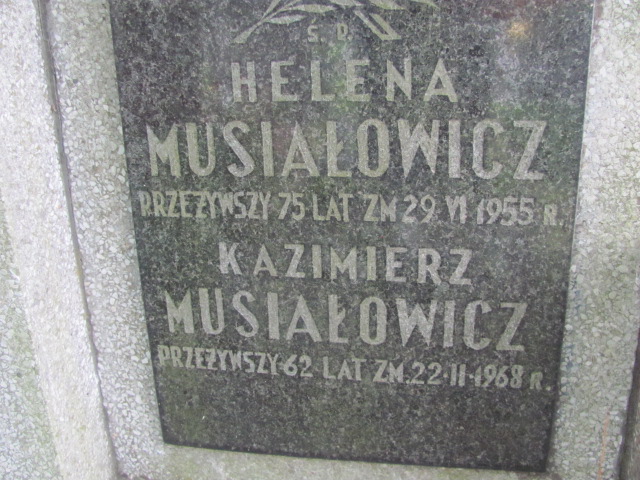 Ś.P.
HELENA
MUSIAŁOWICZ
PRZEŻYWSZY 75 LAT ZM 29 VI 1955 R.
KAZIMIERZ
MUSIAŁOWICZ
PRZEŻYWSZY 62 LAT ZM. 22-II-1968 R.